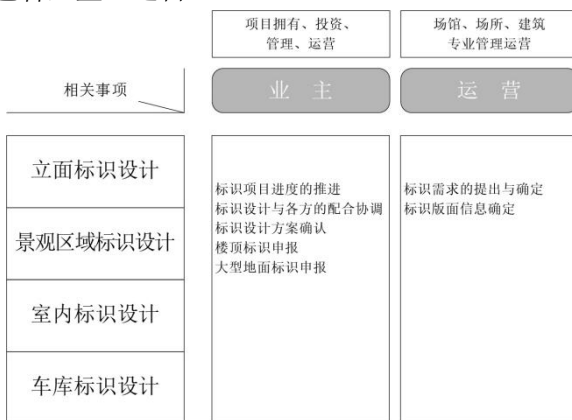 项目拥有、投资、
管理、运营
场馆、场所、建筑
专业管理运营
相关事项
业 主
运 营
立面标识设计
景观区域标识设计
室内标识设计
车库标识设计
标识项目进度的推进
标识设计与各方的配合协调
标识设计方案确认
楼顶标识申报
大型地面标识申报
标识需求的提出与确定
标识版面信息确定